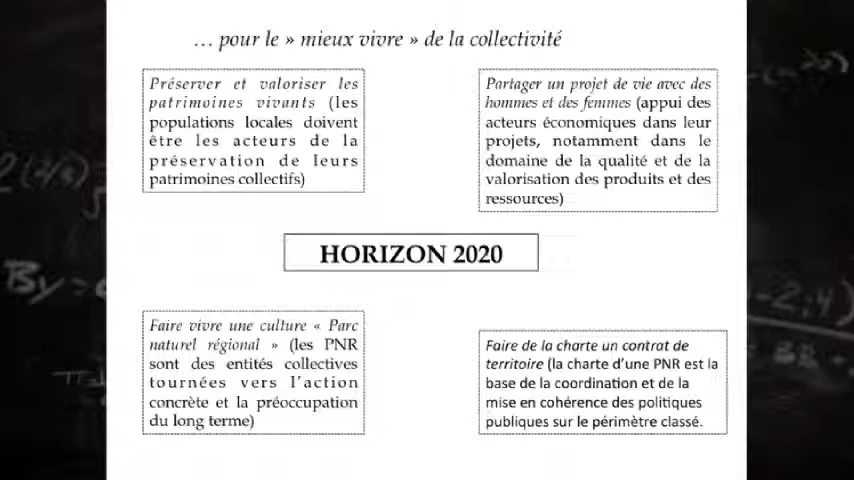 … pour le » mieux vivre » de la collectivité
Préserver et valoriser les
patrimoines vivants (les
populations locales doivent
être les acteurs de la
préservation de leurs
patrimoines collectifs)
Partager un projet de vie avec des
hommes et des femmes (appui des
acteurs économiques dans leur
projets, notamment dans le
domaine de la qualité et de la
valorisation des produits et des
ressources)
HORIZON 2020
Faire vivre une culture « Parc
naturel régional » (les PNR
sont des entités collectives
tournées vers l'action
concrète et la préoccupation
du long terme)
Faire de la charte un contrat de
territoire (la charte d'une PNR est la
base de la coordination et de la
mise en cohérence des politiques
publiques sur le périmètre classé.
By =